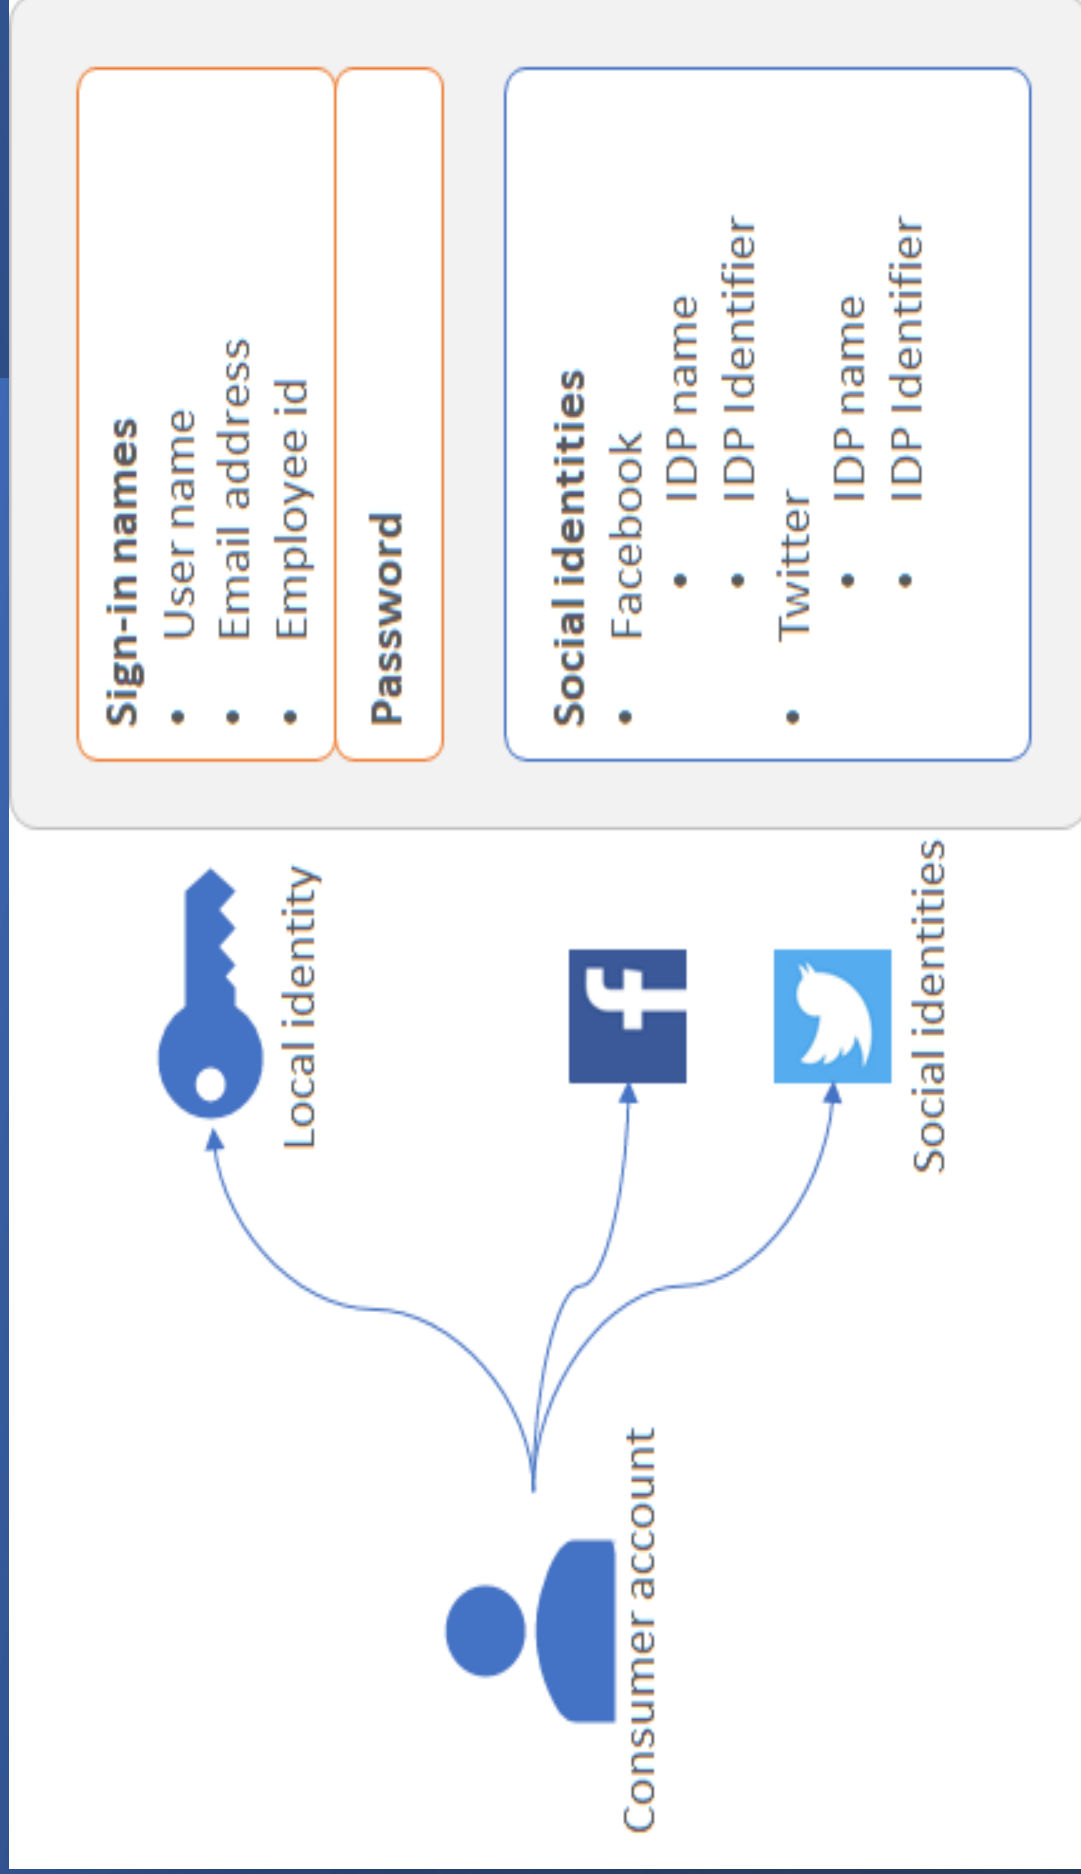 Consumer account
Local identity
Social identities
Sign-in names
• User name
• Email address
• Employee id
Password
Social identities
• Facebook
• IDP name
• IDP Identifier
• Twitter
• IDP name
• IDP Identifier